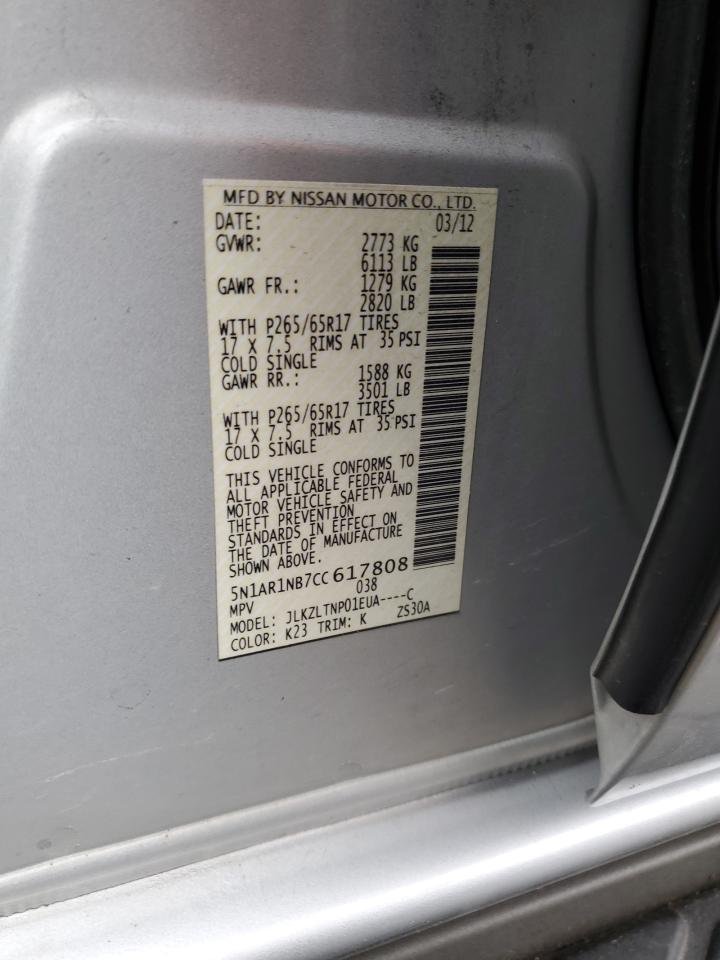 MFD BY NISSAN MOTOR CO., LTD.
DATE: 03/12
GVWR: 2773 KG
6113 LB
GAWR FR.: 1279 KG
2820 LB
WITH P265/65R17 TIRES
17 X 7.5 RIMS AT 35 PSI
COLD SINGLE
GAWR RR.: 1588 KG
3501 LB
WITH P265/65R17 TIRES
17 X 7.5 RIMS AT 35 PSI
COLD SINGLE
THIS VEHICLE CONFORMS TO
ALL APPLICABLE FEDERAL
MOTOR VEHICLE SAFETY AND
THEFT PREVENTION
STANDARDS IN EFFECT ON
THE DATE OF MANUFACTURE
SHOWN ABOVE.
5N1AR1NB7CC617808
MPV 038
MODEL: JLKZLTNP01EUA----C
COLOR: K23 TRIM: K ZS30A